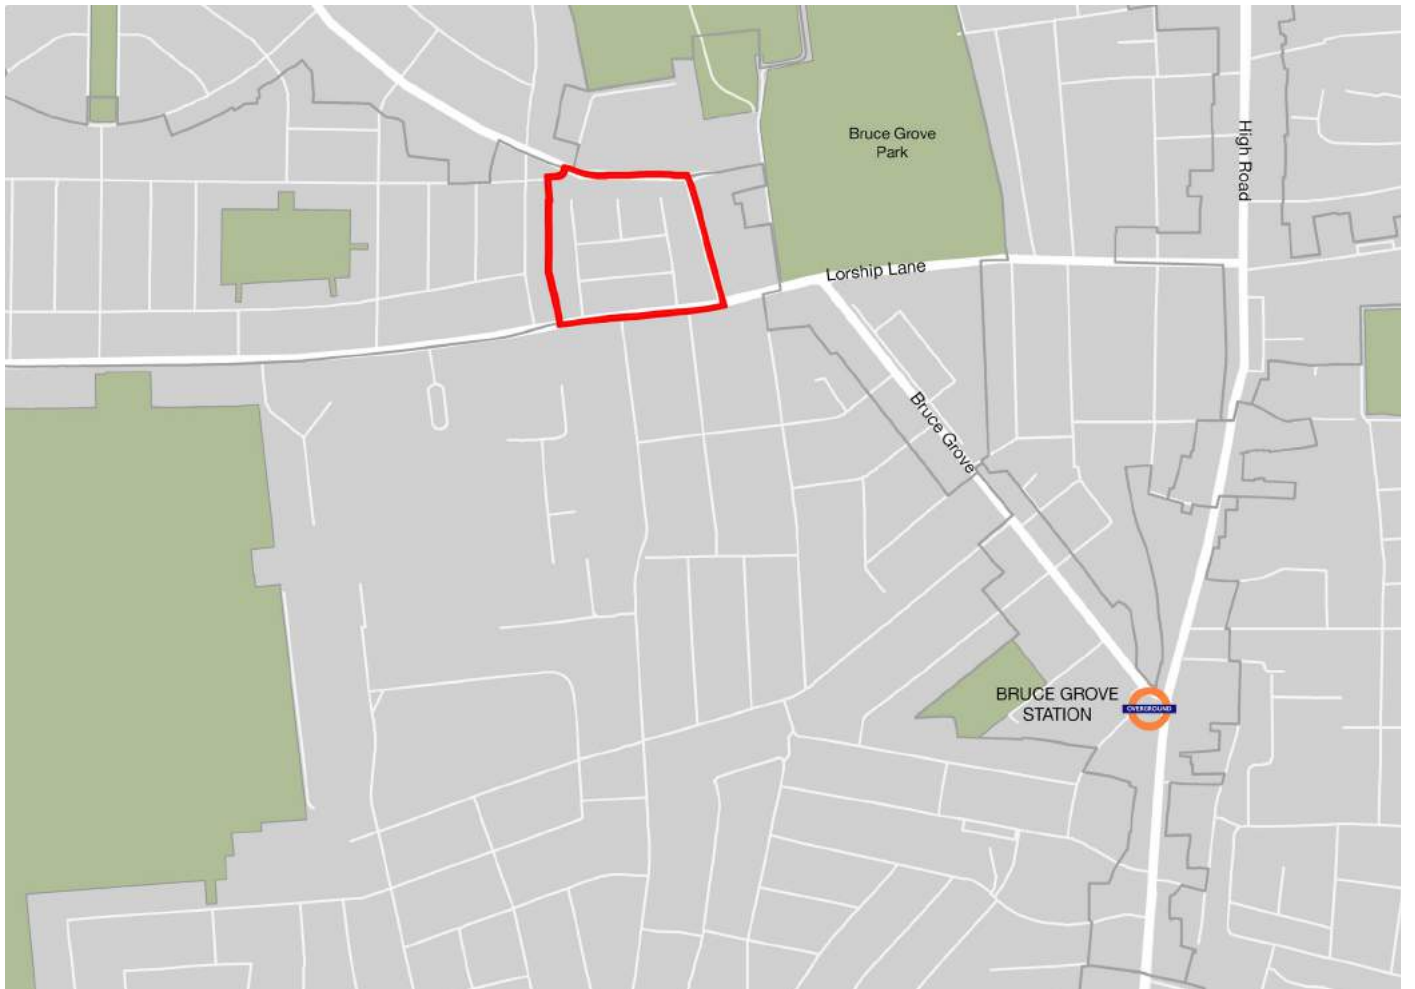 Bruce Grove
Park
High Road
Lorship Lane
Bruce Grove
BRUCE GROVE
STATION
OVERGROUND